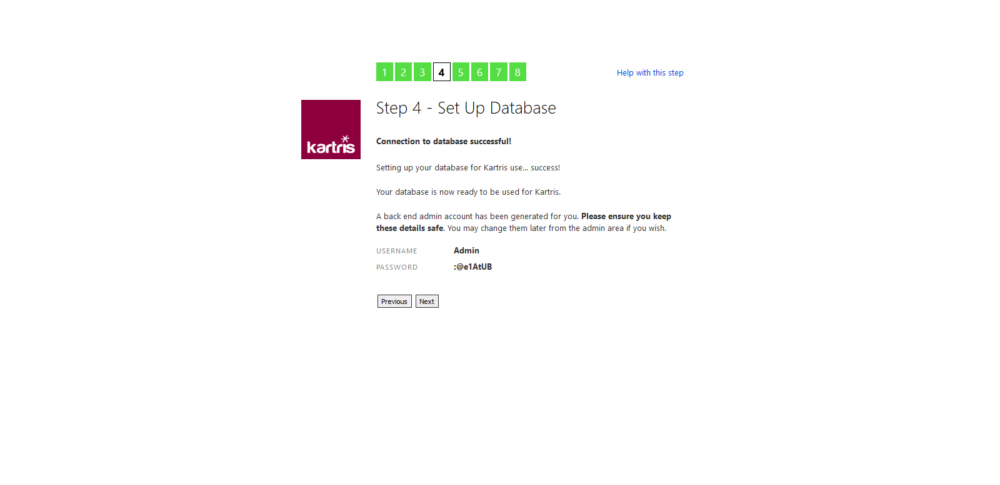 1 2 3 4 5 6 7 8
Help with this step
kartris
Step 4 - Set Up Database
Connection to database successful!
Setting up your database for Kartris use... success!
Your database is now ready to be used for Kartris.
A back end admin account has been generated for you. Please ensure you keep
these details safe. You may change them later from the admin area if you wish.
USERNAME Admin
PASSWORD :@e1AtUB
Previous Next